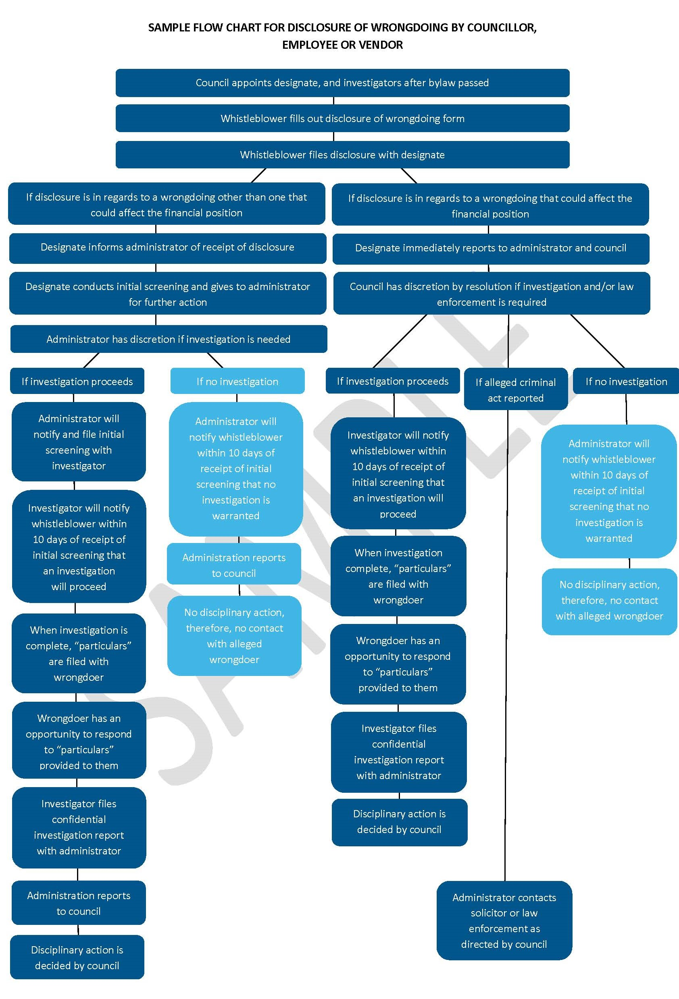 SAMPLE FLOW CHART FOR DISCLOSURE OF WRONGDOING BY COUNCILLOR,
EMPLOYEE OR VENDOR
Council appoints designate, and investigators after bylaw passed
Whistleblower fills out disclosure of wrongdoing form
Whistleblower files disclosure with designate
If disclosure is in regards to a wrongdoing other than one that
could affect the financial position
Designate informs administrator of receipt of disclosure
Designate conducts initial screening and gives to administrator
for further action
Administrator has discretion if investigation is needed
If investigation proceeds
Administrator will
notify and file initial
screening with
investigator
Investigator will notify
whistleblower within
10 days of receipt of
initial screening that
an investigation
will proceed
When investigation is
complete, “particulars”
are filed with
wrongdoer
Wrongdoer has an
opportunity to respond
to “particulars”
provided to them
Investigator files
confidential
investigation report
with administrator
Administration reports
to council
Disciplinary action is
decided by council
If no investigation
Administrator will
notify whistleblower
within 10 days of
receipt of initial
screening that no
investigation is
warranted
Administration reports
to council
No disciplinary action,
therefore, no contact
with alleged
wrongdoer
If disclosure is in regards to a wrongdoing that could affect the
financial position
Designate immediately reports to administrator and council
Council has discretion by resolution if investigation and/or law
enforcement is required
If investigation proceeds
Investigator will notify
whistleblower within
10 days of receipt of
initial screening that
an investigation will
proceed
When investigation
complete, “particulars”
are filed with
wrongdoer
Wrongdoer has an
opportunity to respond
to “particulars”
provided to them
Investigator files
confidential
investigation report
with administrator
Disciplinary action is
decided by council
If alleged criminal
act reported
Administrator contacts
solicitor or law
enforcement as
directed by council
If no investigation
Administrator will
notify whistleblower
within 10 days of
receipt of initial
screening that no
investigation is
warranted
No disciplinary action,
therefore, no contact
with alleged wrongdoer
SAMPLE